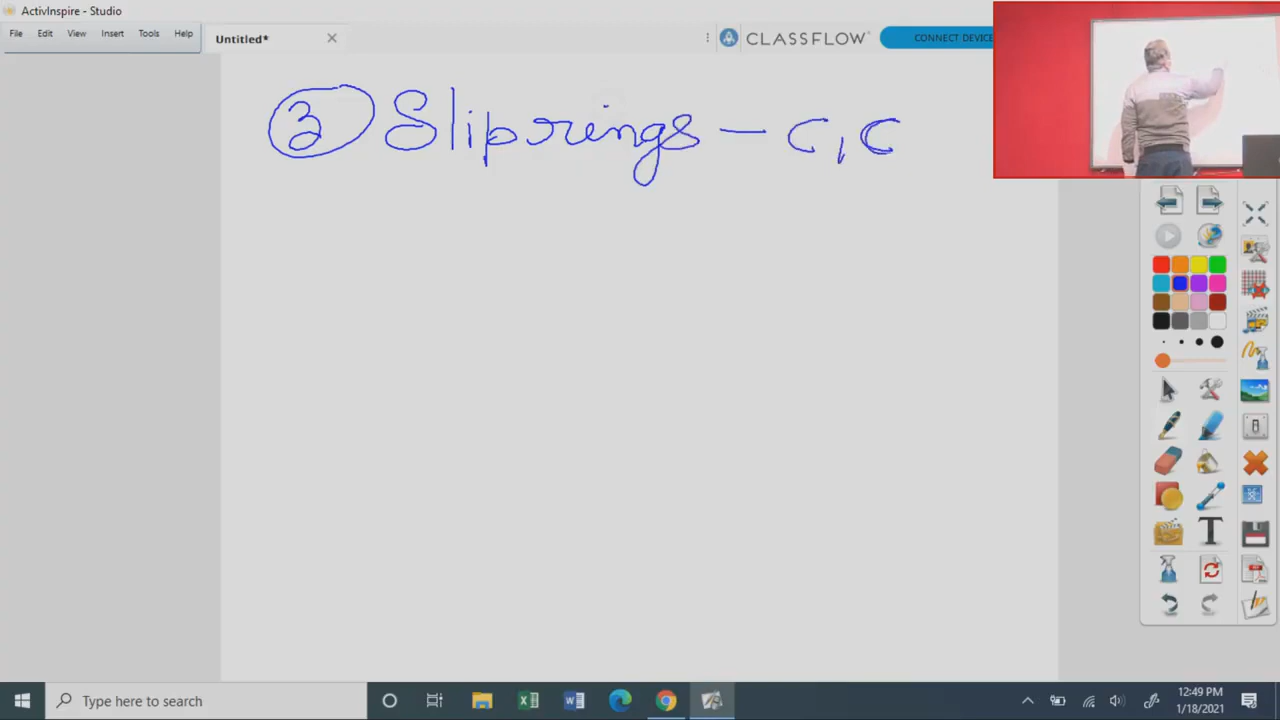 ActivInspire - Studio
File Edit View Insert Tools Help
Untitled*
CLASSFLOW
CONNECT DEVICE
③ Sliprings – C, C
T
Type here to search
12:49 PM
1/18/2021